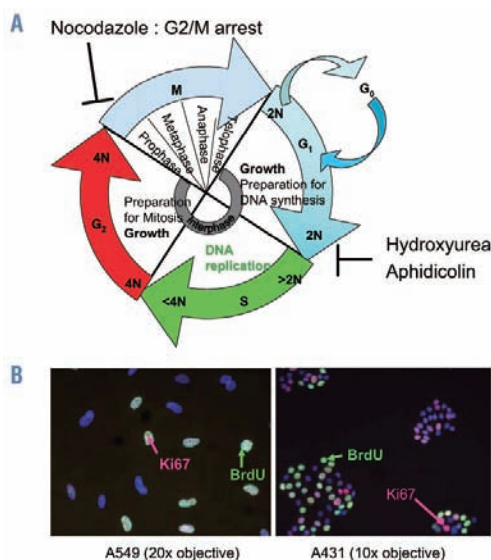 A
Nocodazole : G2/M arrest
M
Prophase
Metaphase
Anaphase
Telophase
2N
G0
G1
4N
Growth
Preparation for
DNA synthesis
Preparation
for Mitosis
Growth
Interphase
G2
2N
DNA
replication
Hydroxyurea
Aphidicolin
4N
<4N
S
>2N
B
Ki67
BrdU
BrdU
Ki67
A549 (20x objective)
A431 (10x objective)